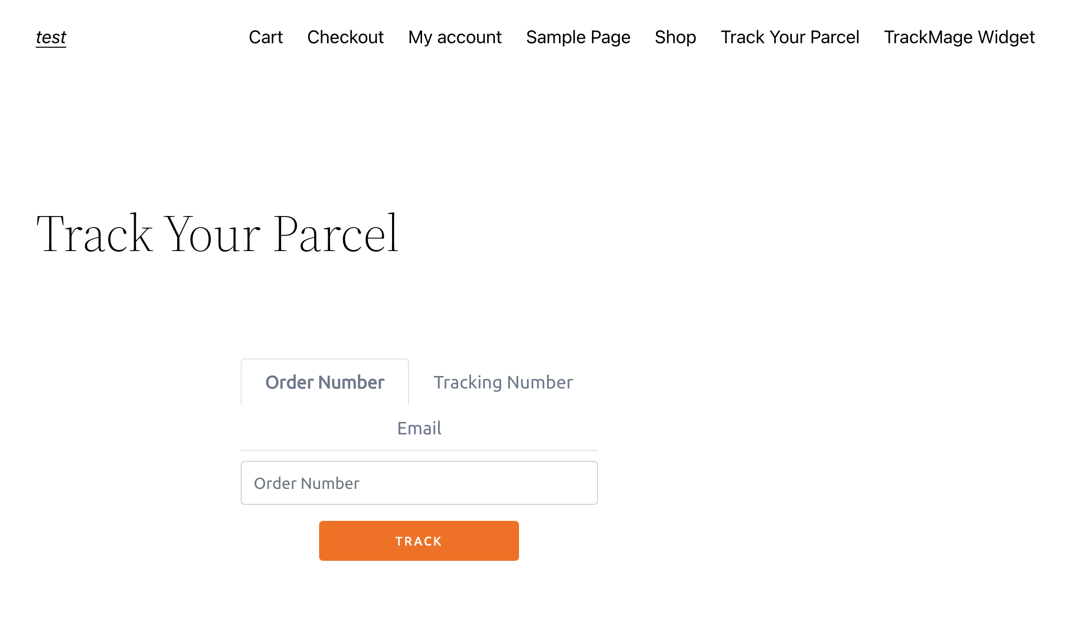 test Cart Checkout My account Sample Page Shop Track Your Parcel TrackMage Widget
Track Your Parcel
Order Number Tracking Number
Email
Order Number
TRACK